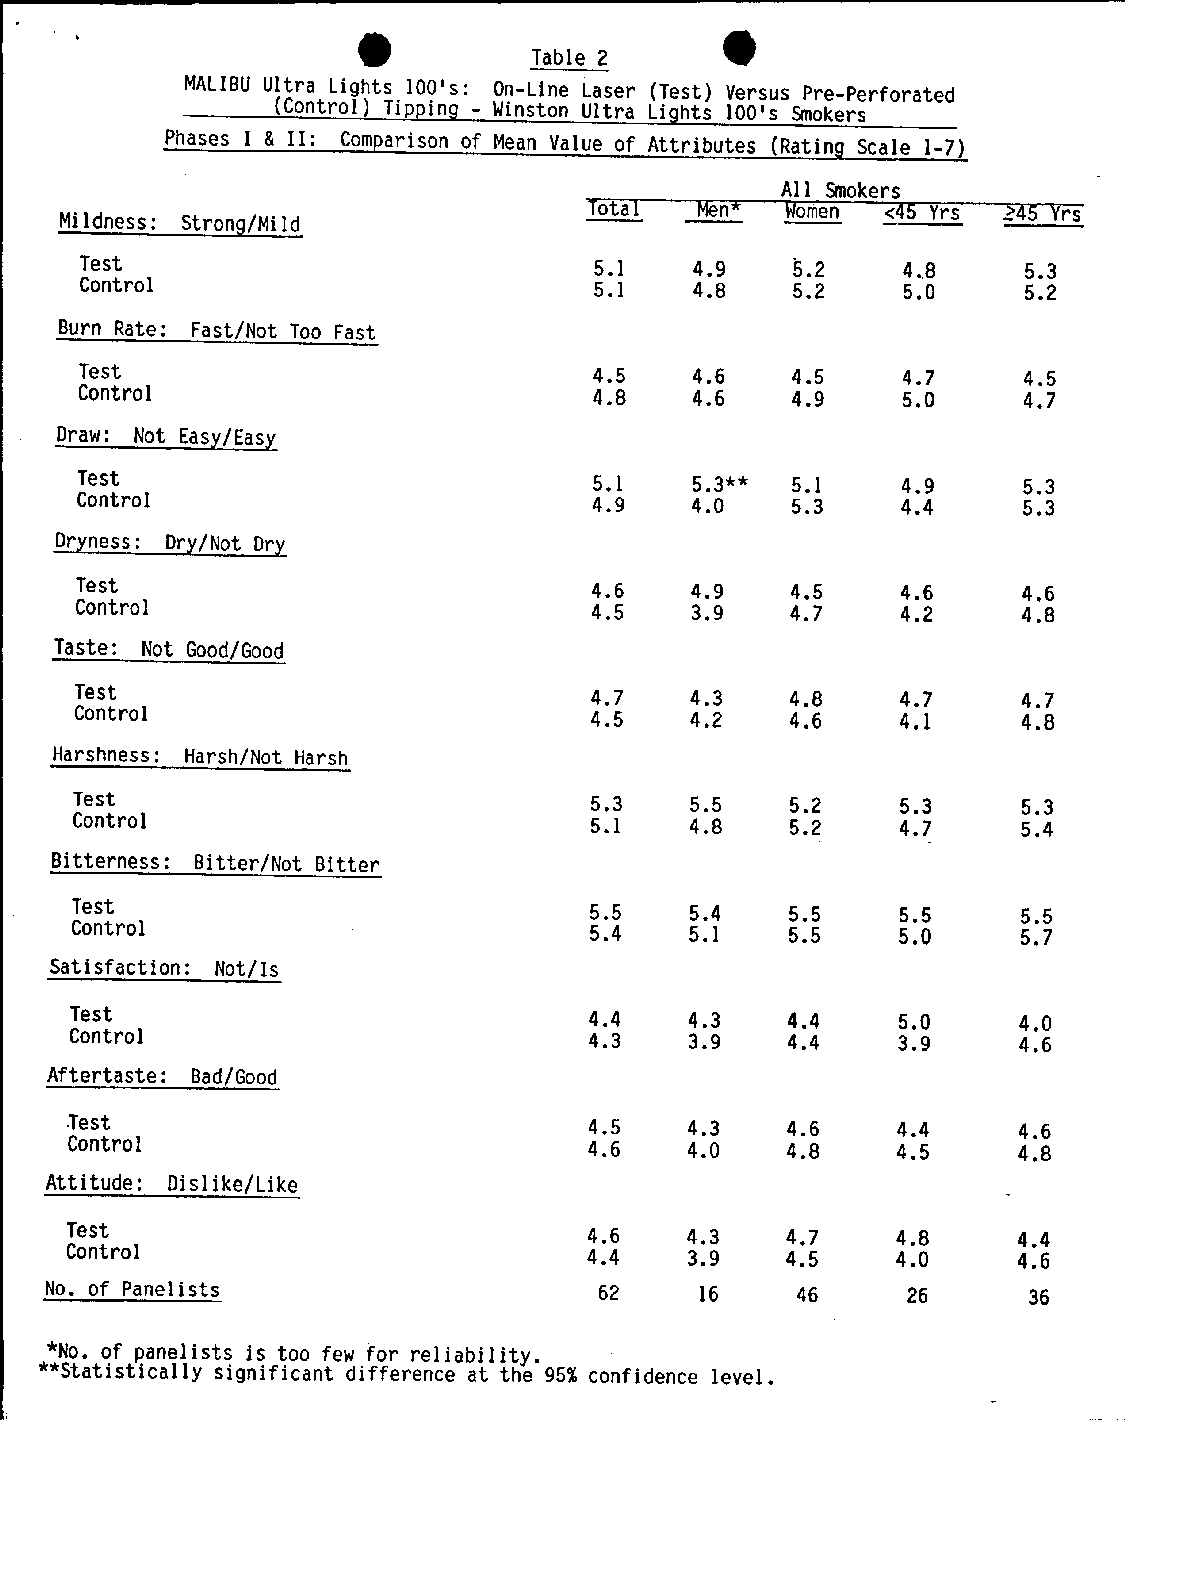 Table 2
MALIBU Ultra Lights 100's: On-Line Laser (Test) Versus Pre-Perforated
(Control) Tipping - Winston Ultra Lights 100's Smokers
Phases I & II: Comparison of Mean Value of Attributes (Rating Scale 1-7)
All Smokers
Total Men* Women <45 Yrs ≥45 Yrs
Mildness: Strong/Mild
Test 5.1 4.9 5.2 4.8 5.3
Control 5.1 4.8 5.2 5.0 5.2
Burn Rate: Fast/Not Too Fast
Test 4.5 4.6 4.5 4.7 4.5
Control 4.8 4.6 4.9 5.0 4.7
Draw: Not Easy/Easy
Test 5.1 5.3** 5.1 4.9 5.3
Control 4.9 4.0 5.3 4.4 5.3
Dryness: Dry/Not Dry
Test 4.6 4.9 4.5 4.6 4.6
Control 4.5 3.9 4.7 4.2 4.8
Taste: Not Good/Good
Test 4.7 4.3 4.8 4.7 4.7
Control 4.5 4.2 4.6 4.1 4.8
Harshness: Harsh/Not Harsh
Test 5.3 5.5 5.2 5.3 5.3
Control 5.1 4.8 5.2 4.7 5.4
Bitterness: Bitter/Not Bitter
Test 5.5 5.4 5.5 5.5 5.5
Control 5.4 5.1 5.5 5.0 5.7
Satisfaction: Not/Is
Test 4.4 4.3 4.4 5.0 4.0
Control 4.3 3.9 4.4 3.9 4.6
Aftertaste: Bad/Good
Test 4.5 4.3 4.6 4.4 4.6
Control 4.6 4.0 4.8 4.5 4.8
Attitude: Dislike/Like
Test 4.6 4.3 4.7 4.8 4.4
Control 4.4 3.9 4.5 4.0 4.6
No. of Panelists 62 16 46 26 36
*No. of panelists is too few for reliability.
**Statistically significant difference at the 95% confidence level.